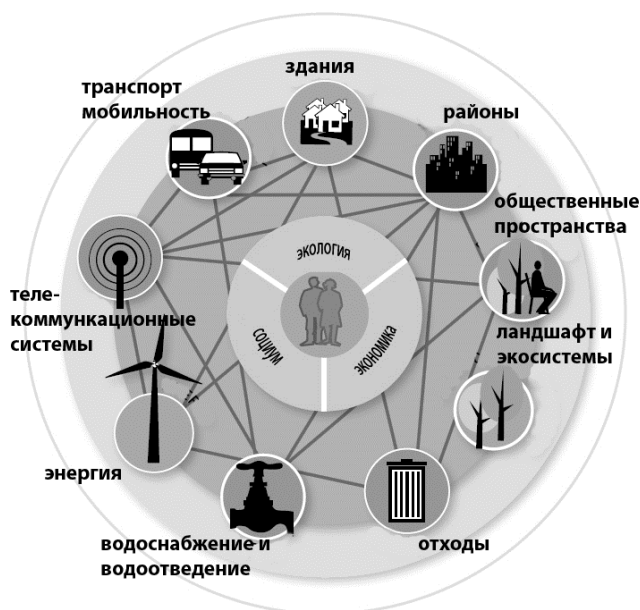 здания
транспорт
мобильность
районы
общественные
пространства
экология
теле-
коммункационные
системы
социум
экономика
ландшафт и
экосистемы
энергия
водоснабжение и
водоотведение
отходы